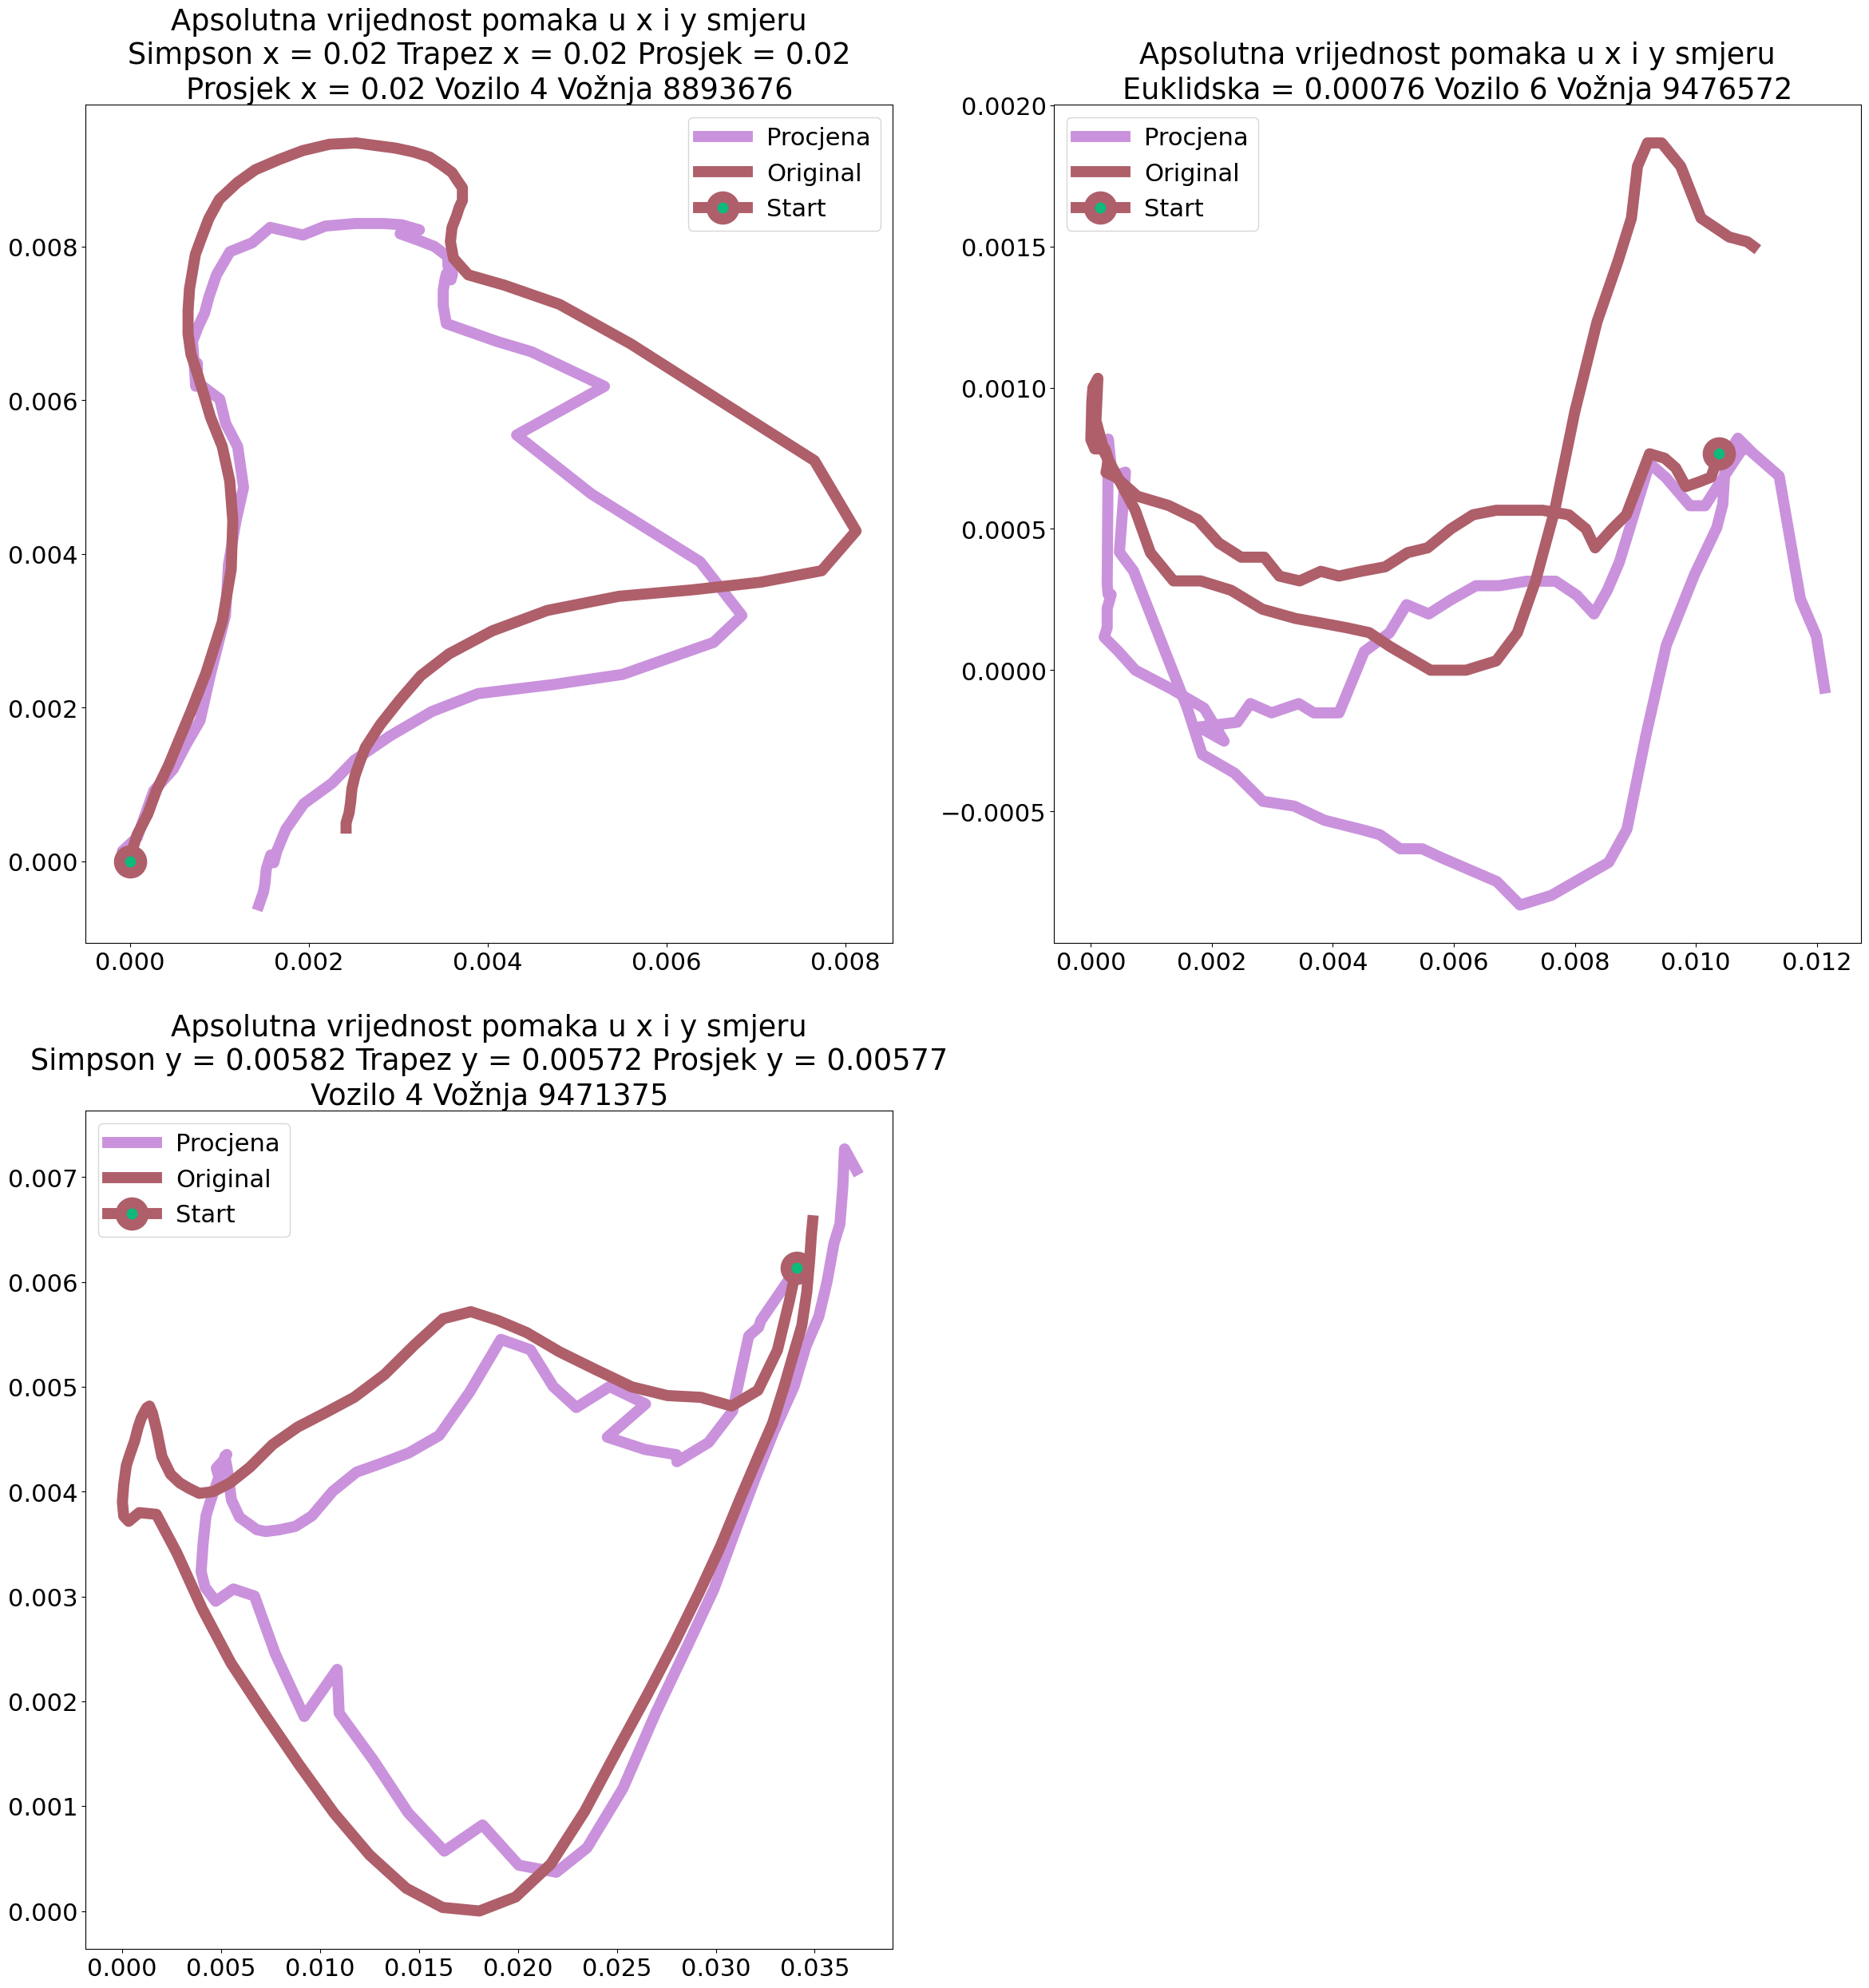 Apsolutna vrijednost pomaka u x i y smjeru
Simpson x = 0.02 Trapez x = 0.02 Prosjek = 0.02
Prosjek x = 0.02 Vozilo 4 Vožnja 8893676
Procjena
Original
Start
0.008
0.006
0.004
0.002
0.000
0.000 0.002 0.004 0.006 0.008
Apsolutna vrijednost pomaka u x i y smjeru
Euklidska = 0.00076 Vozilo 6 Vožnja 9476572
Procjena
Original
Start
0.0020
0.0015
0.0010
0.0005
0.0000
−0.0005
0.000 0.002 0.004 0.006 0.008 0.010 0.012
Apsolutna vrijednost pomaka u x i y smjeru
Simpson y = 0.00582 Trapez y = 0.00572 Prosjek y = 0.00577
Vozilo 4 Vožnja 9471375
Procjena
Original
Start
0.007
0.006
0.005
0.004
0.003
0.002
0.001
0.000
0.000 0.005 0.010 0.015 0.020 0.025 0.030 0.035